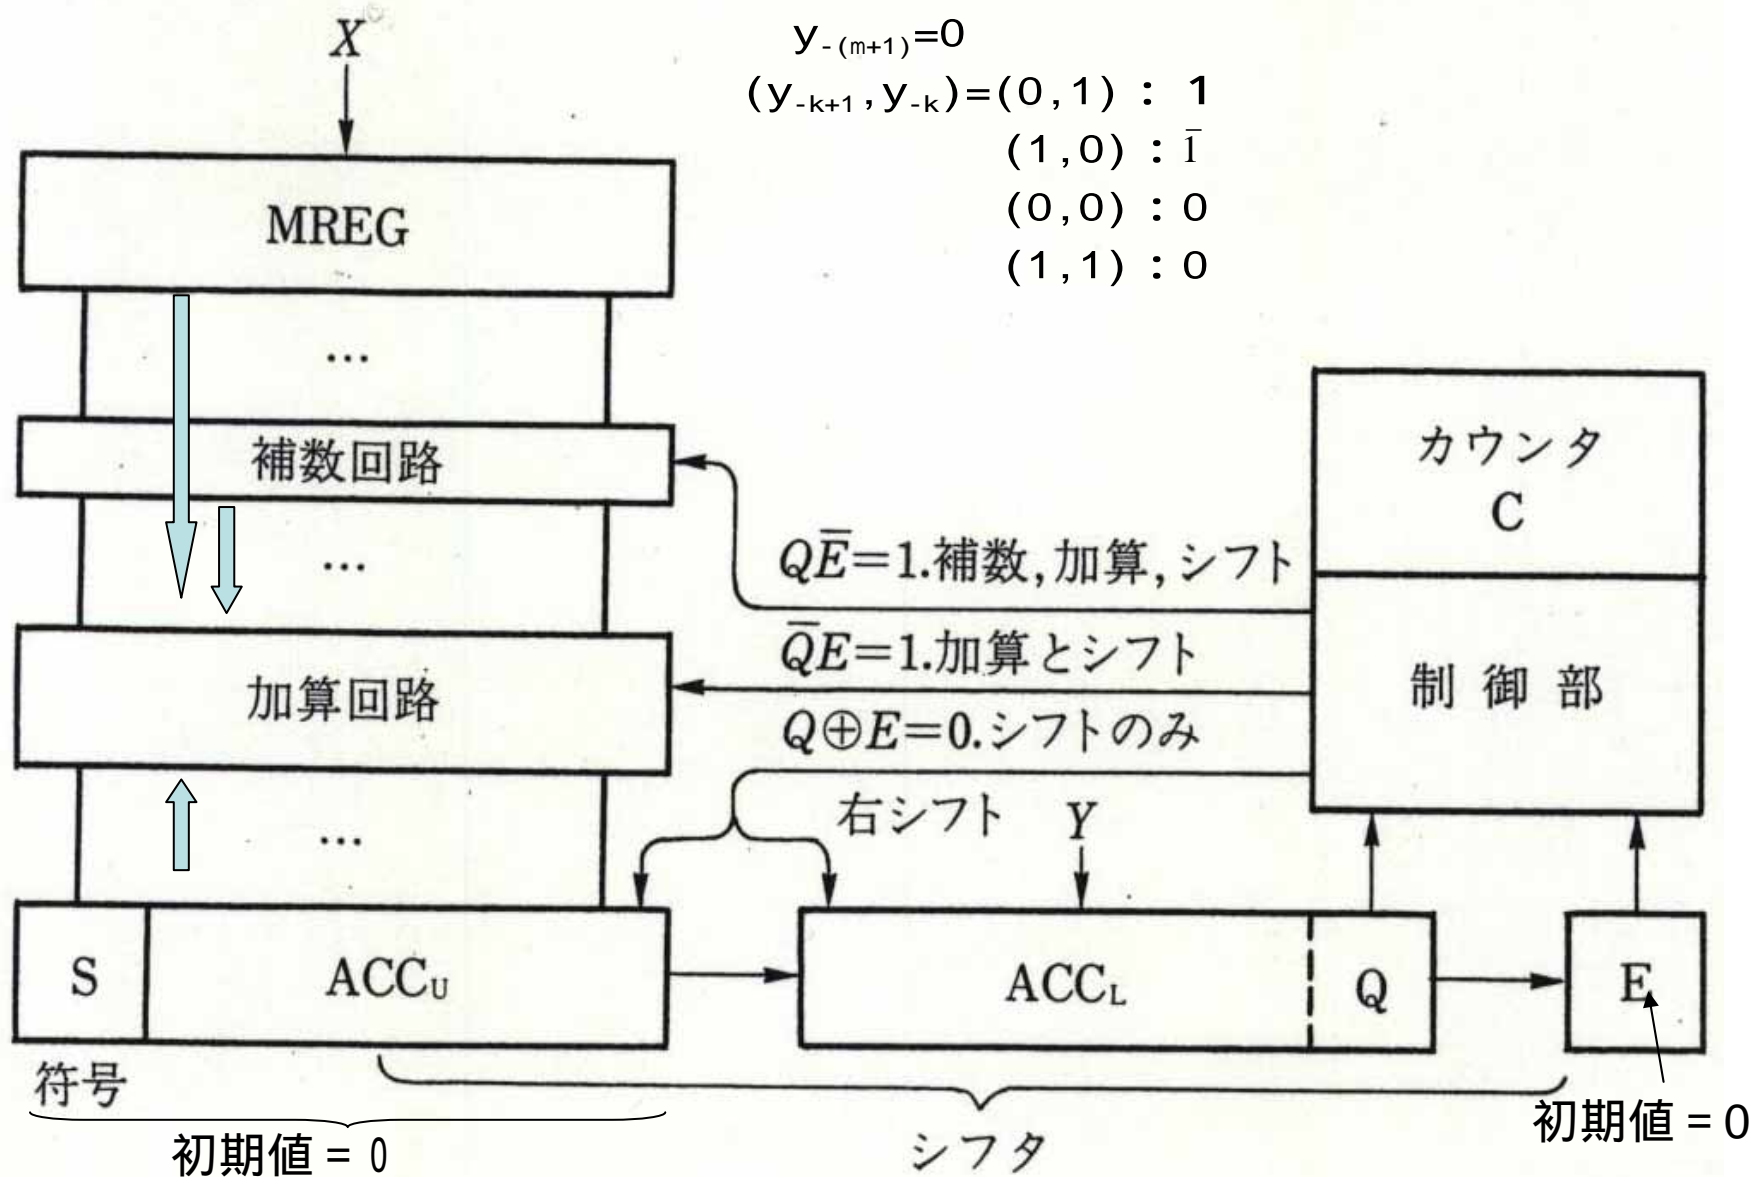 X
y₋₍ₘ₊₁₎=0
(y₋ₖ₊₁,y₋ₖ)=(0,1) : 1
(1,0) : 1̄
(0,0) : 0
(1,1) : 0
MREG
…
補数回路
…
加算回路
…
カウンタ
C
制御部
QE̅=1.補数,加算,シフト
Q̅E=1.加算とシフト
Q⊕E=0.シフトのみ
右シフト
Y
S
ACCU
ACCL
Q
E
符号
初期値 = 0
シフタ
初期値 = 0